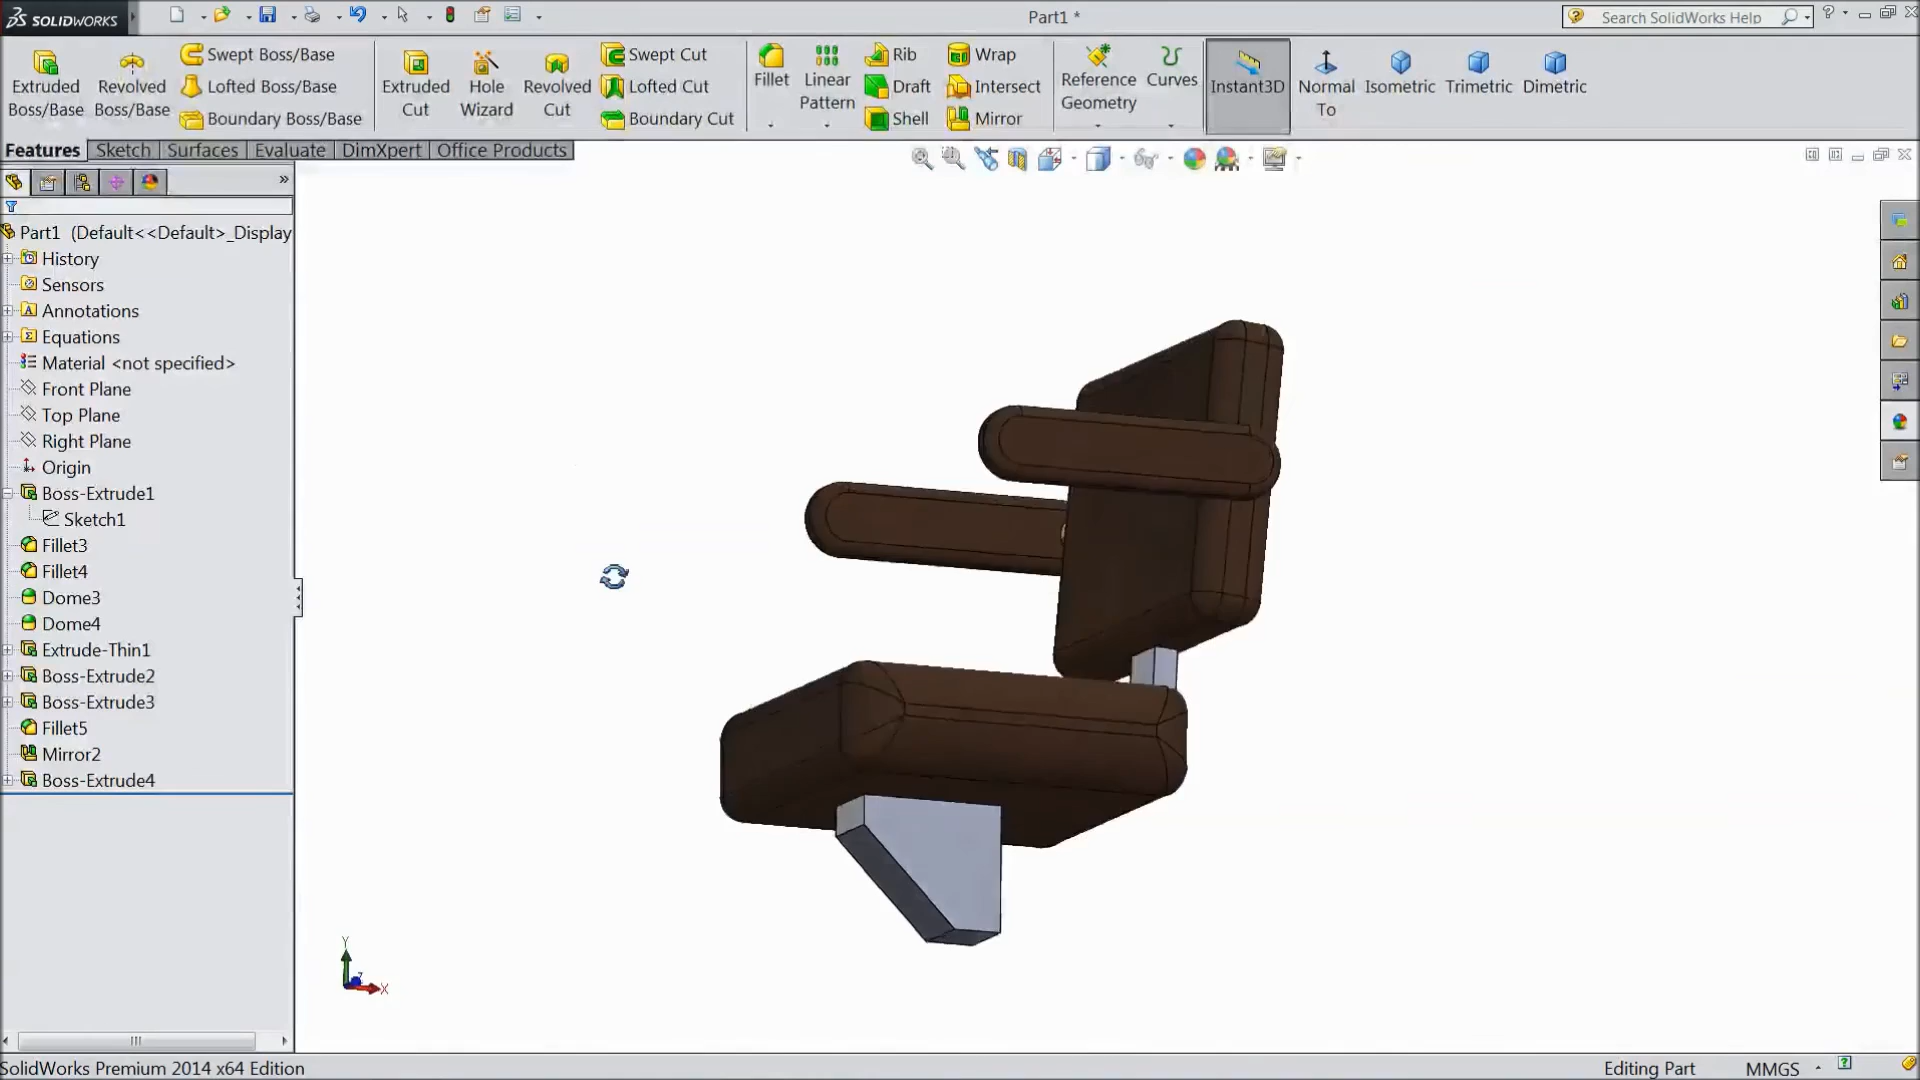 SOLIDWORKS
Part1 *
Search SolidWorks Help
Extruded Boss/Base
Revolved Boss/Base
Swept Boss/Base
Lofted Boss/Base
Boundary Boss/Base
Extruded Cut
Hole Wizard
Revolved Cut
Swept Cut
Lofted Cut
Boundary Cut
Fillet
Linear Pattern
Rib
Draft
Shell
Wrap
Intersect
Mirror
Reference Geometry
Curves
Instant3D
Normal To
Isometric
Trimetric
Dimetric
Features
Sketch
Surfaces
Evaluate
DimXpert
Office Products
Part1 (Default<<Default>_Display
History
Sensors
Annotations
Equations
Material <not specified>
Front Plane
Top Plane
Right Plane
Origin
Boss-Extrude1
Sketch1
Fillet3
Fillet4
Dome3
Dome4
Extrude-Thin1
Boss-Extrude2
Boss-Extrude3
Fillet5
Mirror2
Boss-Extrude4
Y
Z
X
SolidWorks Premium 2014 x64 Edition
Editing Part
MMGS